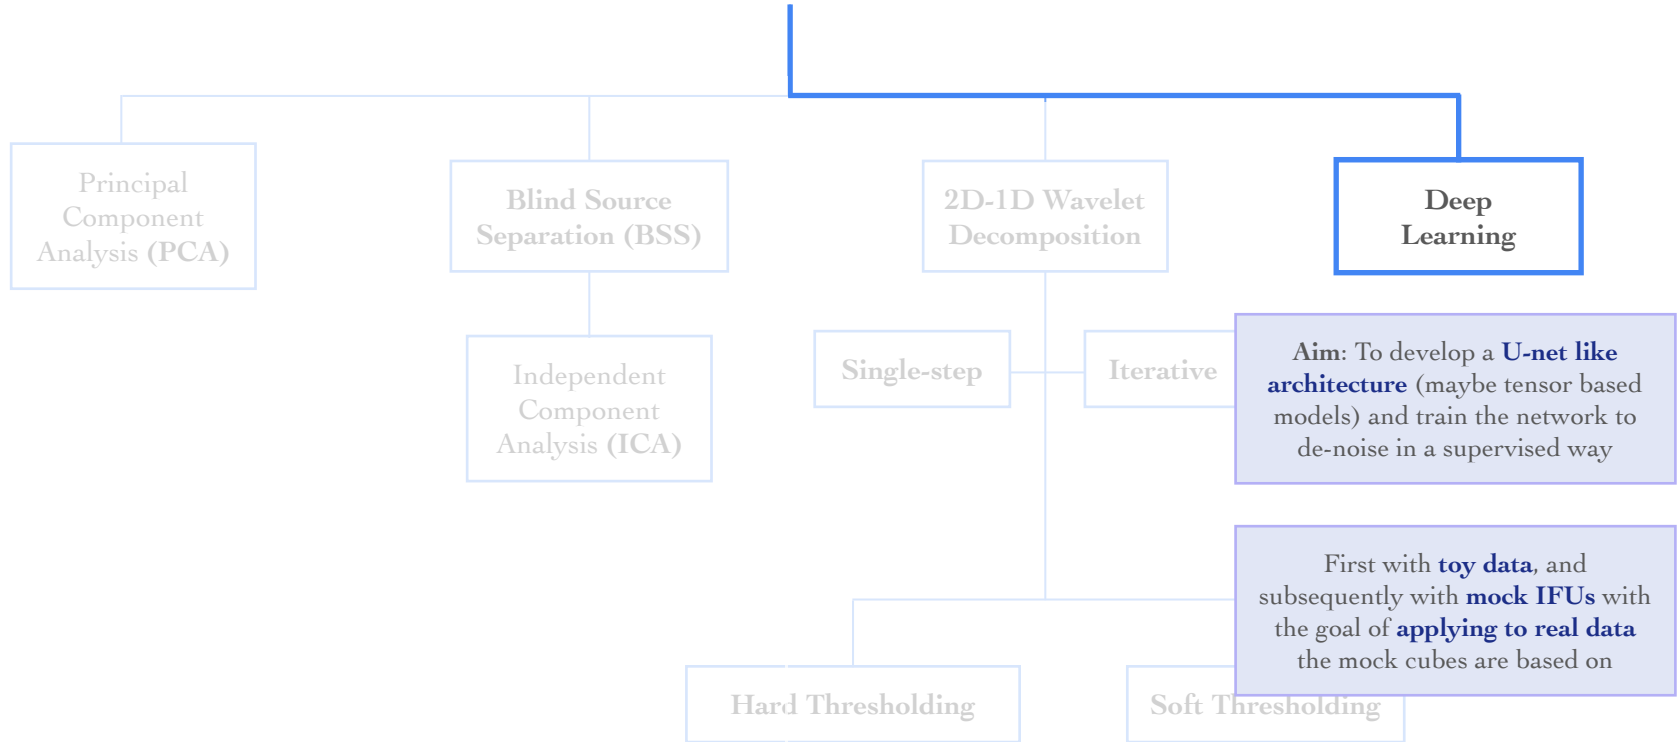 Principal
Component
Analysis (PCA)
Blind Source
Separation (BSS)
2D-1D Wavelet
Decomposition
Deep
Learning
Independent
Component
Analysis (ICA)
Single-step
Iterative
Aim: To develop a U-net like
architecture (maybe tensor based
models) and train the network to
de-noise in a supervised way
First with toy data, and
subsequently with mock IFUs with
the goal of applying to real data
the mock cubes are based on
Hard Thresholding
Soft Thresholding